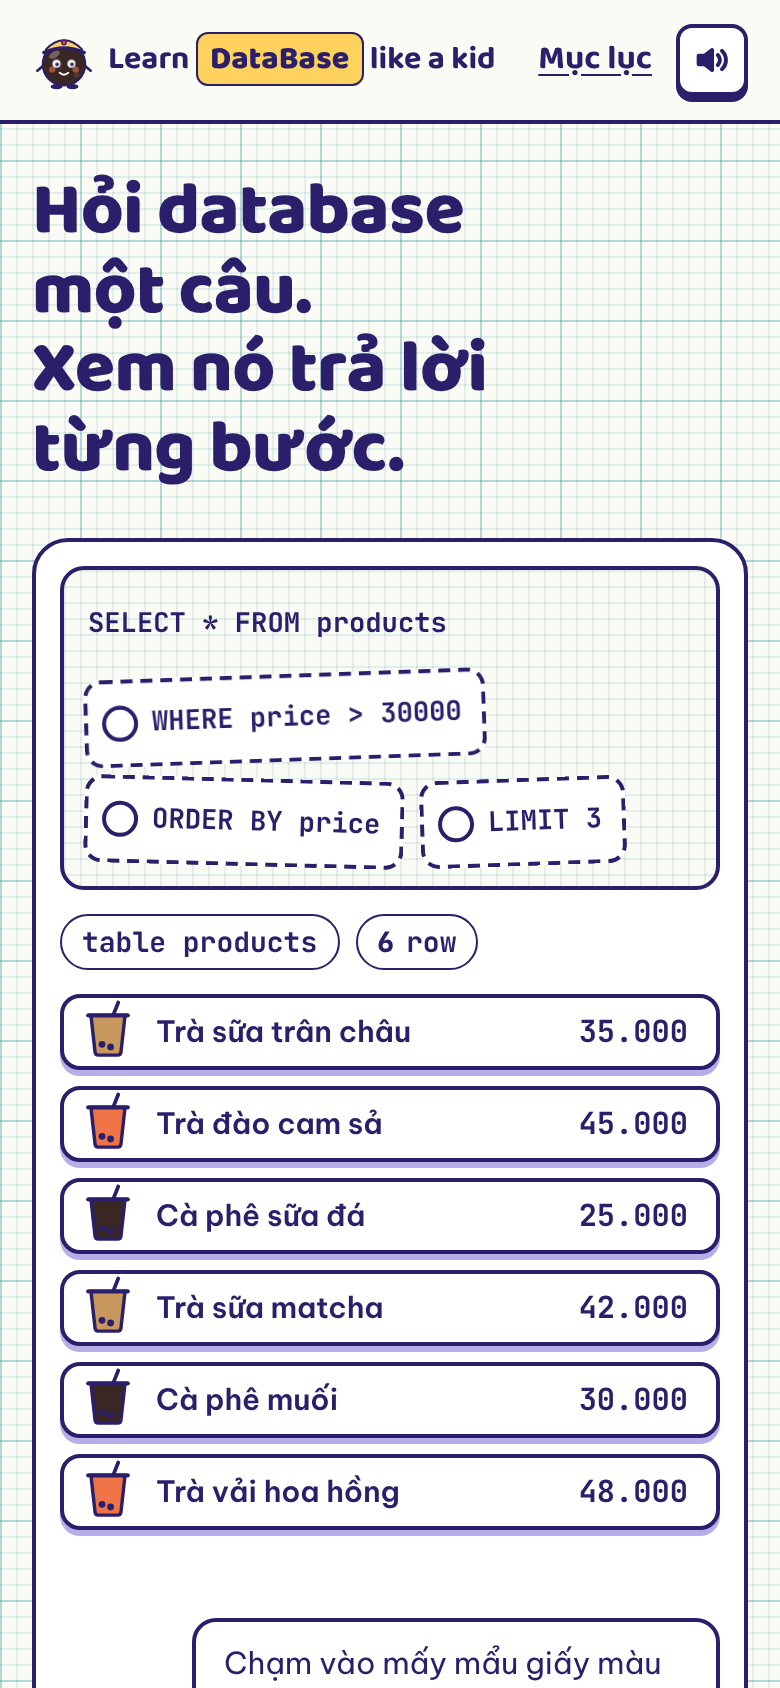 Learn DataBase like a kid Mục lục
Hỏi database
một câu.
Xem nó trả lời
từng bước.
SELECT * FROM products
WHERE price > 30000
ORDER BY price LIMIT 3
table products 6 row
Trà sữa trân châu 35.000
Trà đào cam sả 45.000
Cà phê sữa đá 25.000
Trà sữa matcha 42.000
Cà phê muối 30.000
Trà vải hoa hồng 48.000
Chạm vào mấy mẩu giấy màu